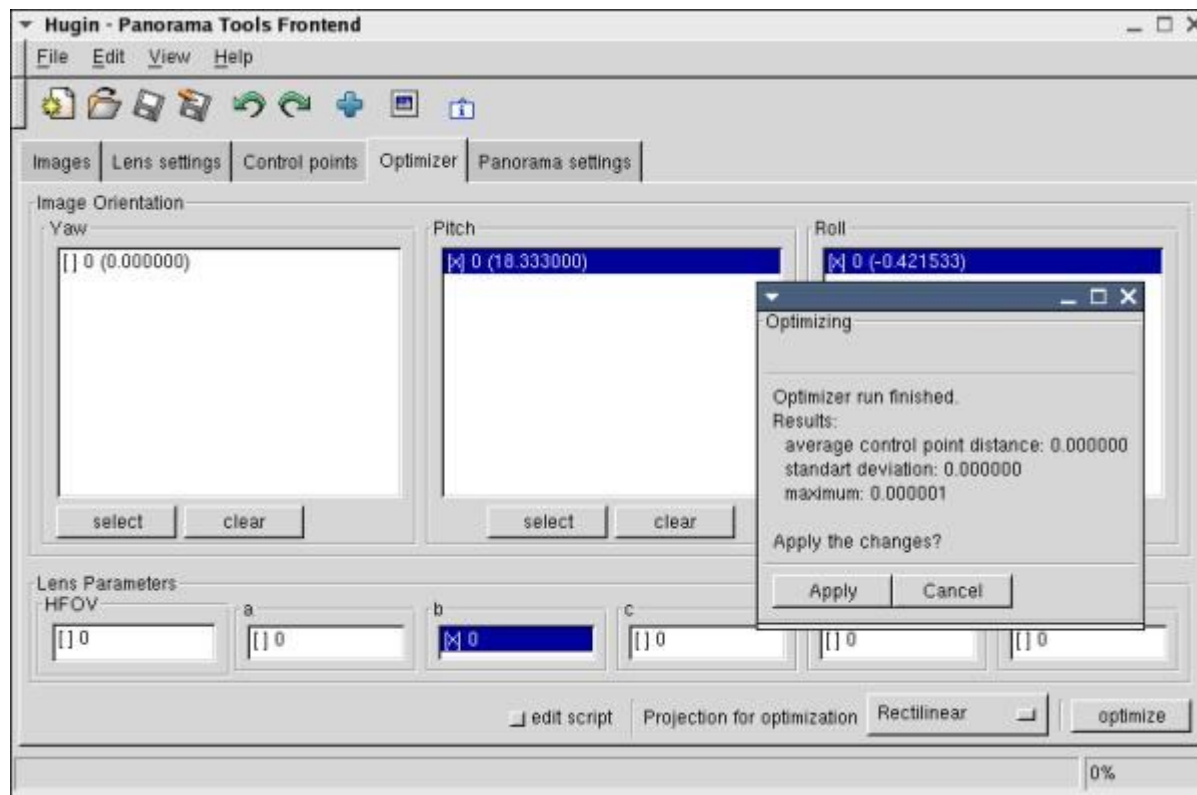 Hugin - Panorama Tools Frontend
File Edit View Help
Images Lens settings Control points Optimizer Panorama settings
Image Orientation
Yaw Pitch Roll
[ ] 0 (0.000000) [x] 0 (18.333000) [x] 0 (-0.421533)
Optimizing
Optimizer run finished.
Results:
average control point distance: 0.000000
standart deviation: 0.000000
maximum: 0.000001
Apply the changes?
Apply Cancel
select clear select clear
Lens Parameters
HFOV a b c
[ ] 0 [ ] 0 [x] 0 [ ] 0 [ ] 0 [ ] 0
edit script Projection for optimization Rectilinear optimize
0%